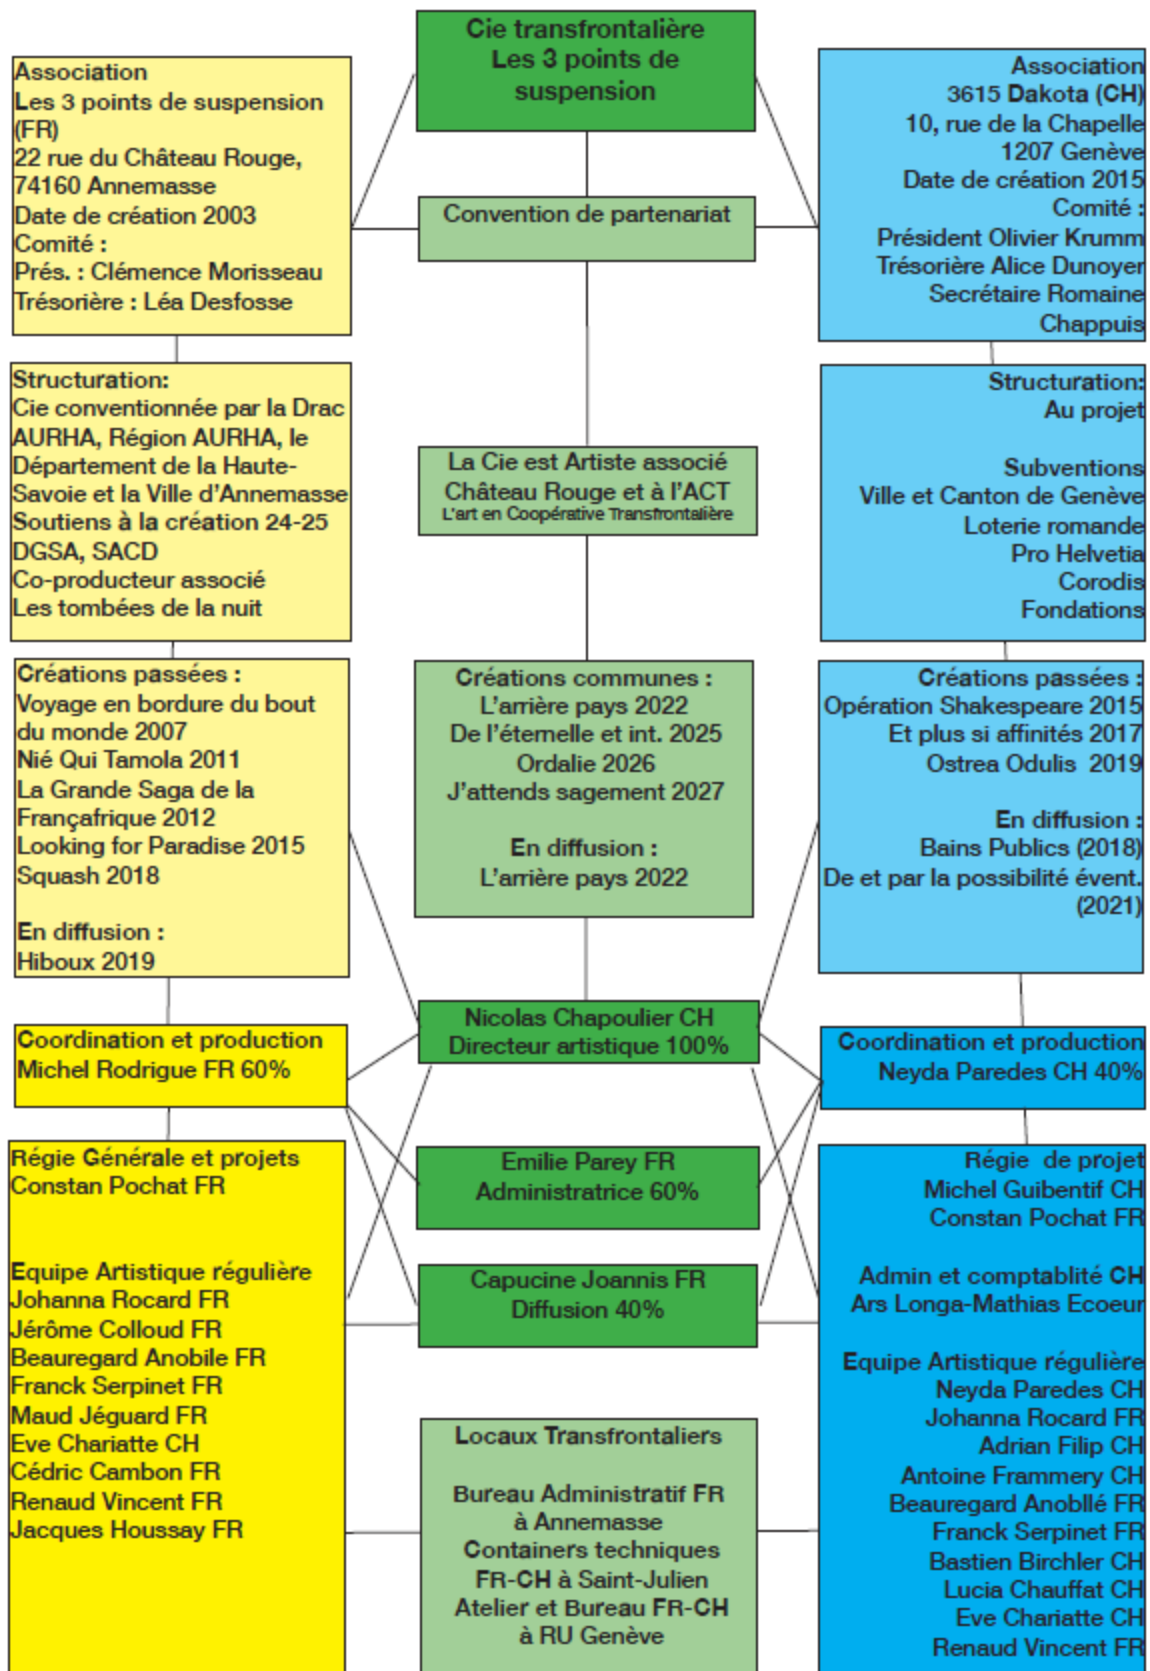 Cie transfrontalière
Les 3 points de
suspension
Association
Les 3 points de suspension
(FR)
22 rue du Château Rouge,
74160 Annemasse
Date de création 2003
Comité :
Prés. : Clémence Morisseau
Trésorière : Léa Desfosse
Convention de partenariat
Association
3615 Dakota (CH)
10, rue de la Chapelle
1207 Genève
Date de création 2015
Comité :
Président Olivier Krumm
Trésorière Alice Dunoyer
Secrétaire Romaine
Chappuis
Structuration:
Cie conventionnée par la Drac
AURHA, Région AURHA, le
Département de la Haute-
Savoie et la Ville d'Annemasse
Soutiens à la création 24-25
DGSA, SACD
Co-producteur associé
Les tombées de la nuit
La Cie est Artiste associé
Château Rouge et à l'ACT
L'art en Coopérative Transfrontalière
Structuration:
Au projet
Subventions
Ville et Canton de Genève
Loterie romande
Pro Helvetia
Corodis
Fondations
Créations passées :
Voyage en bordure du bout
du monde 2007
Nié Qui Tamola 2011
La Grande Saga de la
Françafrique 2012
Looking for Paradise 2015
Squash 2018
En diffusion :
Hiboux 2019
Créations communes :
L'arrière pays 2022
De l'éternelle et int. 2025
Ordalie 2026
J'attends sagement 2027
En diffusion :
L'arrière pays 2022
Créations passées :
Opération Shakespeare 2015
Et plus si affinités 2017
Ostrea Odulis 2019
En diffusion :
Bains Publics (2018)
De et par la possibilité évent.
(2021)
Nicolas Chapoulier CH
Directeur artistique 100%
Coordination et production
Michel Rodrigue FR 60%
Coordination et production
Neyda Paredes CH 40%
Emilie Parey FR
Administratrice 60%
Capucine Joannis FR
Diffusion 40%
Régie Générale et projets
Constan Pochat FR
Equipe Artistique régulière
Johanna Rocard FR
Jérôme Colloud FR
Beauregard Anobile FR
Franck Serpinet FR
Maud Jéguard FR
Eve Chariatte CH
Cédric Cambon FR
Renaud Vincent FR
Jacques Houssay FR
Locaux Transfrontaliers
Bureau Administratif FR
à Annemasse
Containers techniques
FR-CH à Saint-Julien
Atelier et Bureau FR-CH
à RU Genève
Régie de projet
Michel Guibentif CH
Constan Pochat FR
Admin et comptablité CH
Ars Longa-Mathias Ecoeur
Equipe Artistique régulière
Neyda Paredes CH
Johanna Rocard FR
Adrian Filip CH
Antoine Frammery CH
Beauregard Anobllé FR
Franck Serpinet FR
Bastien Birchler CH
Lucia Chauffat CH
Eve Chariatte CH
Renaud Vincent FR